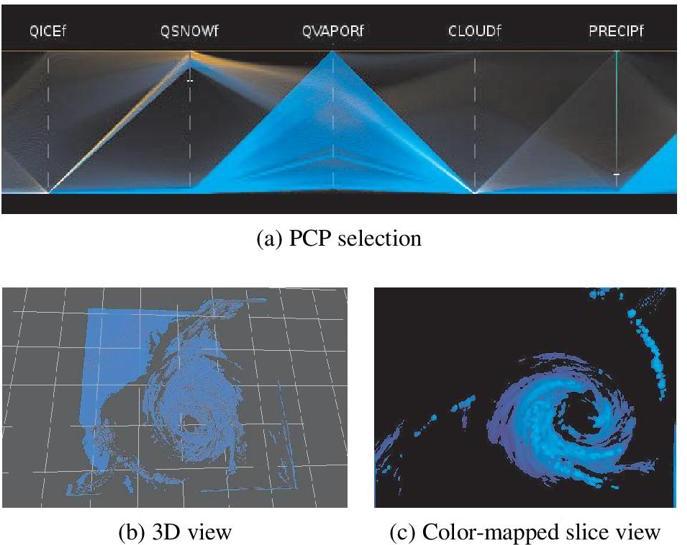 QICEf QSNOWf QVAPORf CLOUDf PRECIPf
(a) PCP selection
(b) 3D view (c) Color-mapped slice view